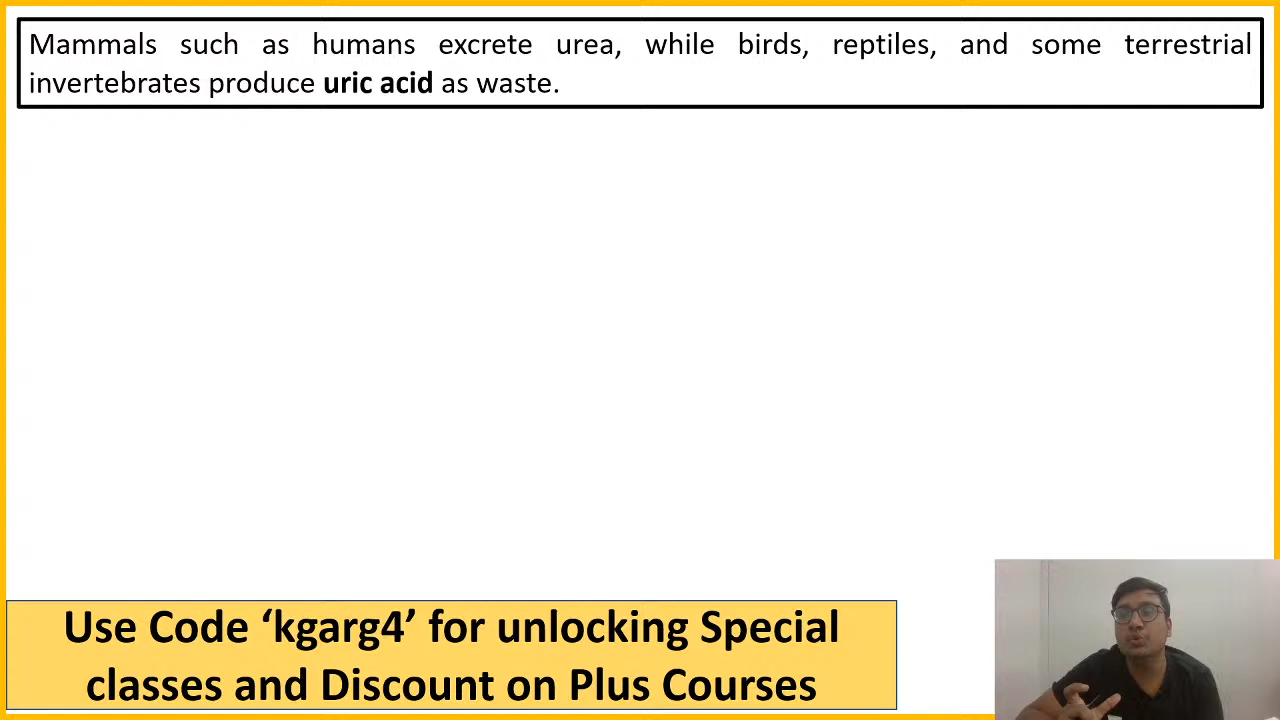 Mammals such as humans excrete urea, while birds, reptiles, and some terrestrial
invertebrates produce uric acid as waste.
Use Code ‘kgarg4’ for unlocking Special
classes and Discount on Plus Courses